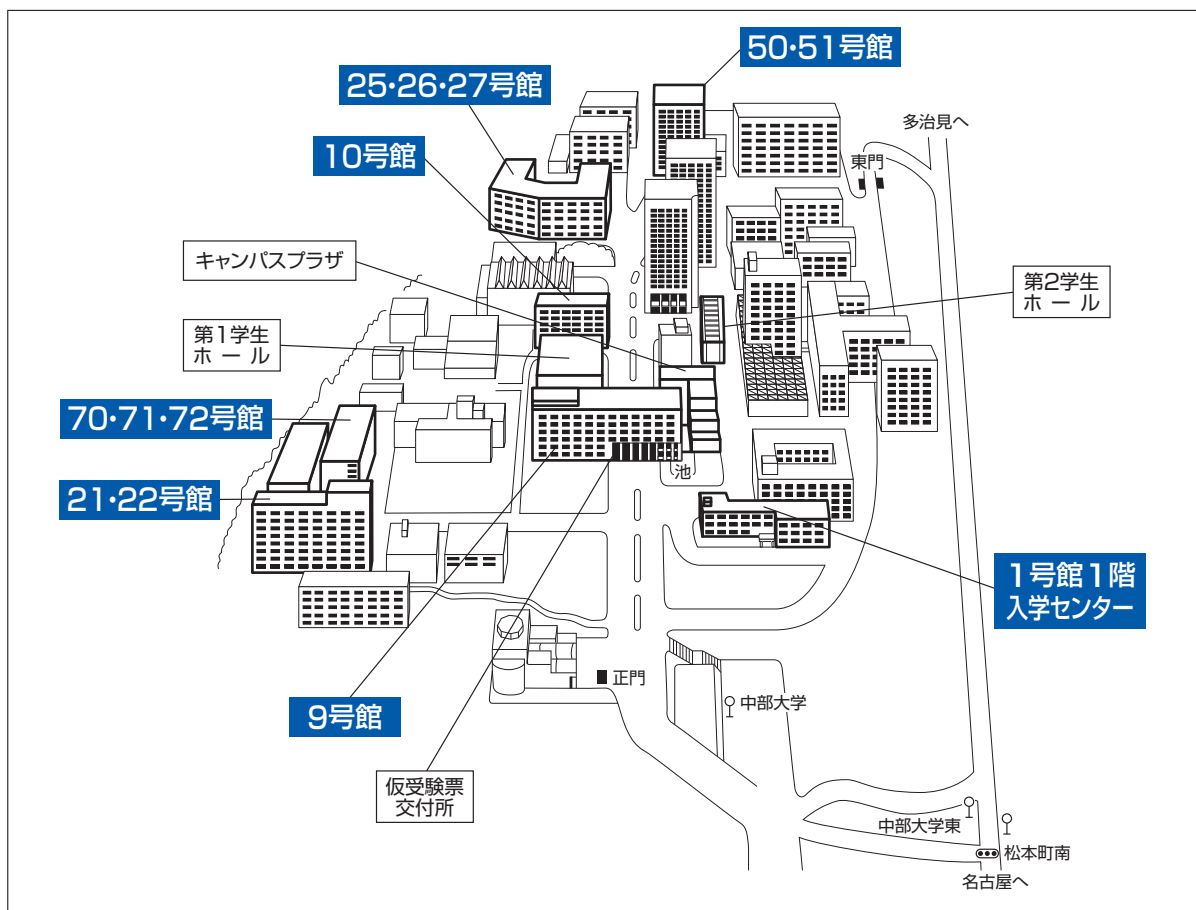 50・51号館
25・26・27号館
多治見へ
10号館
東門
キャンパスプラザ
第2学生
ホール
第1学生
ホール
70・71・72号館
池
21・22号館
1号館1階
入学センター
正門
中部大学
9号館
仮受験票
交付所
中部大学東
松本町南
名古屋へ